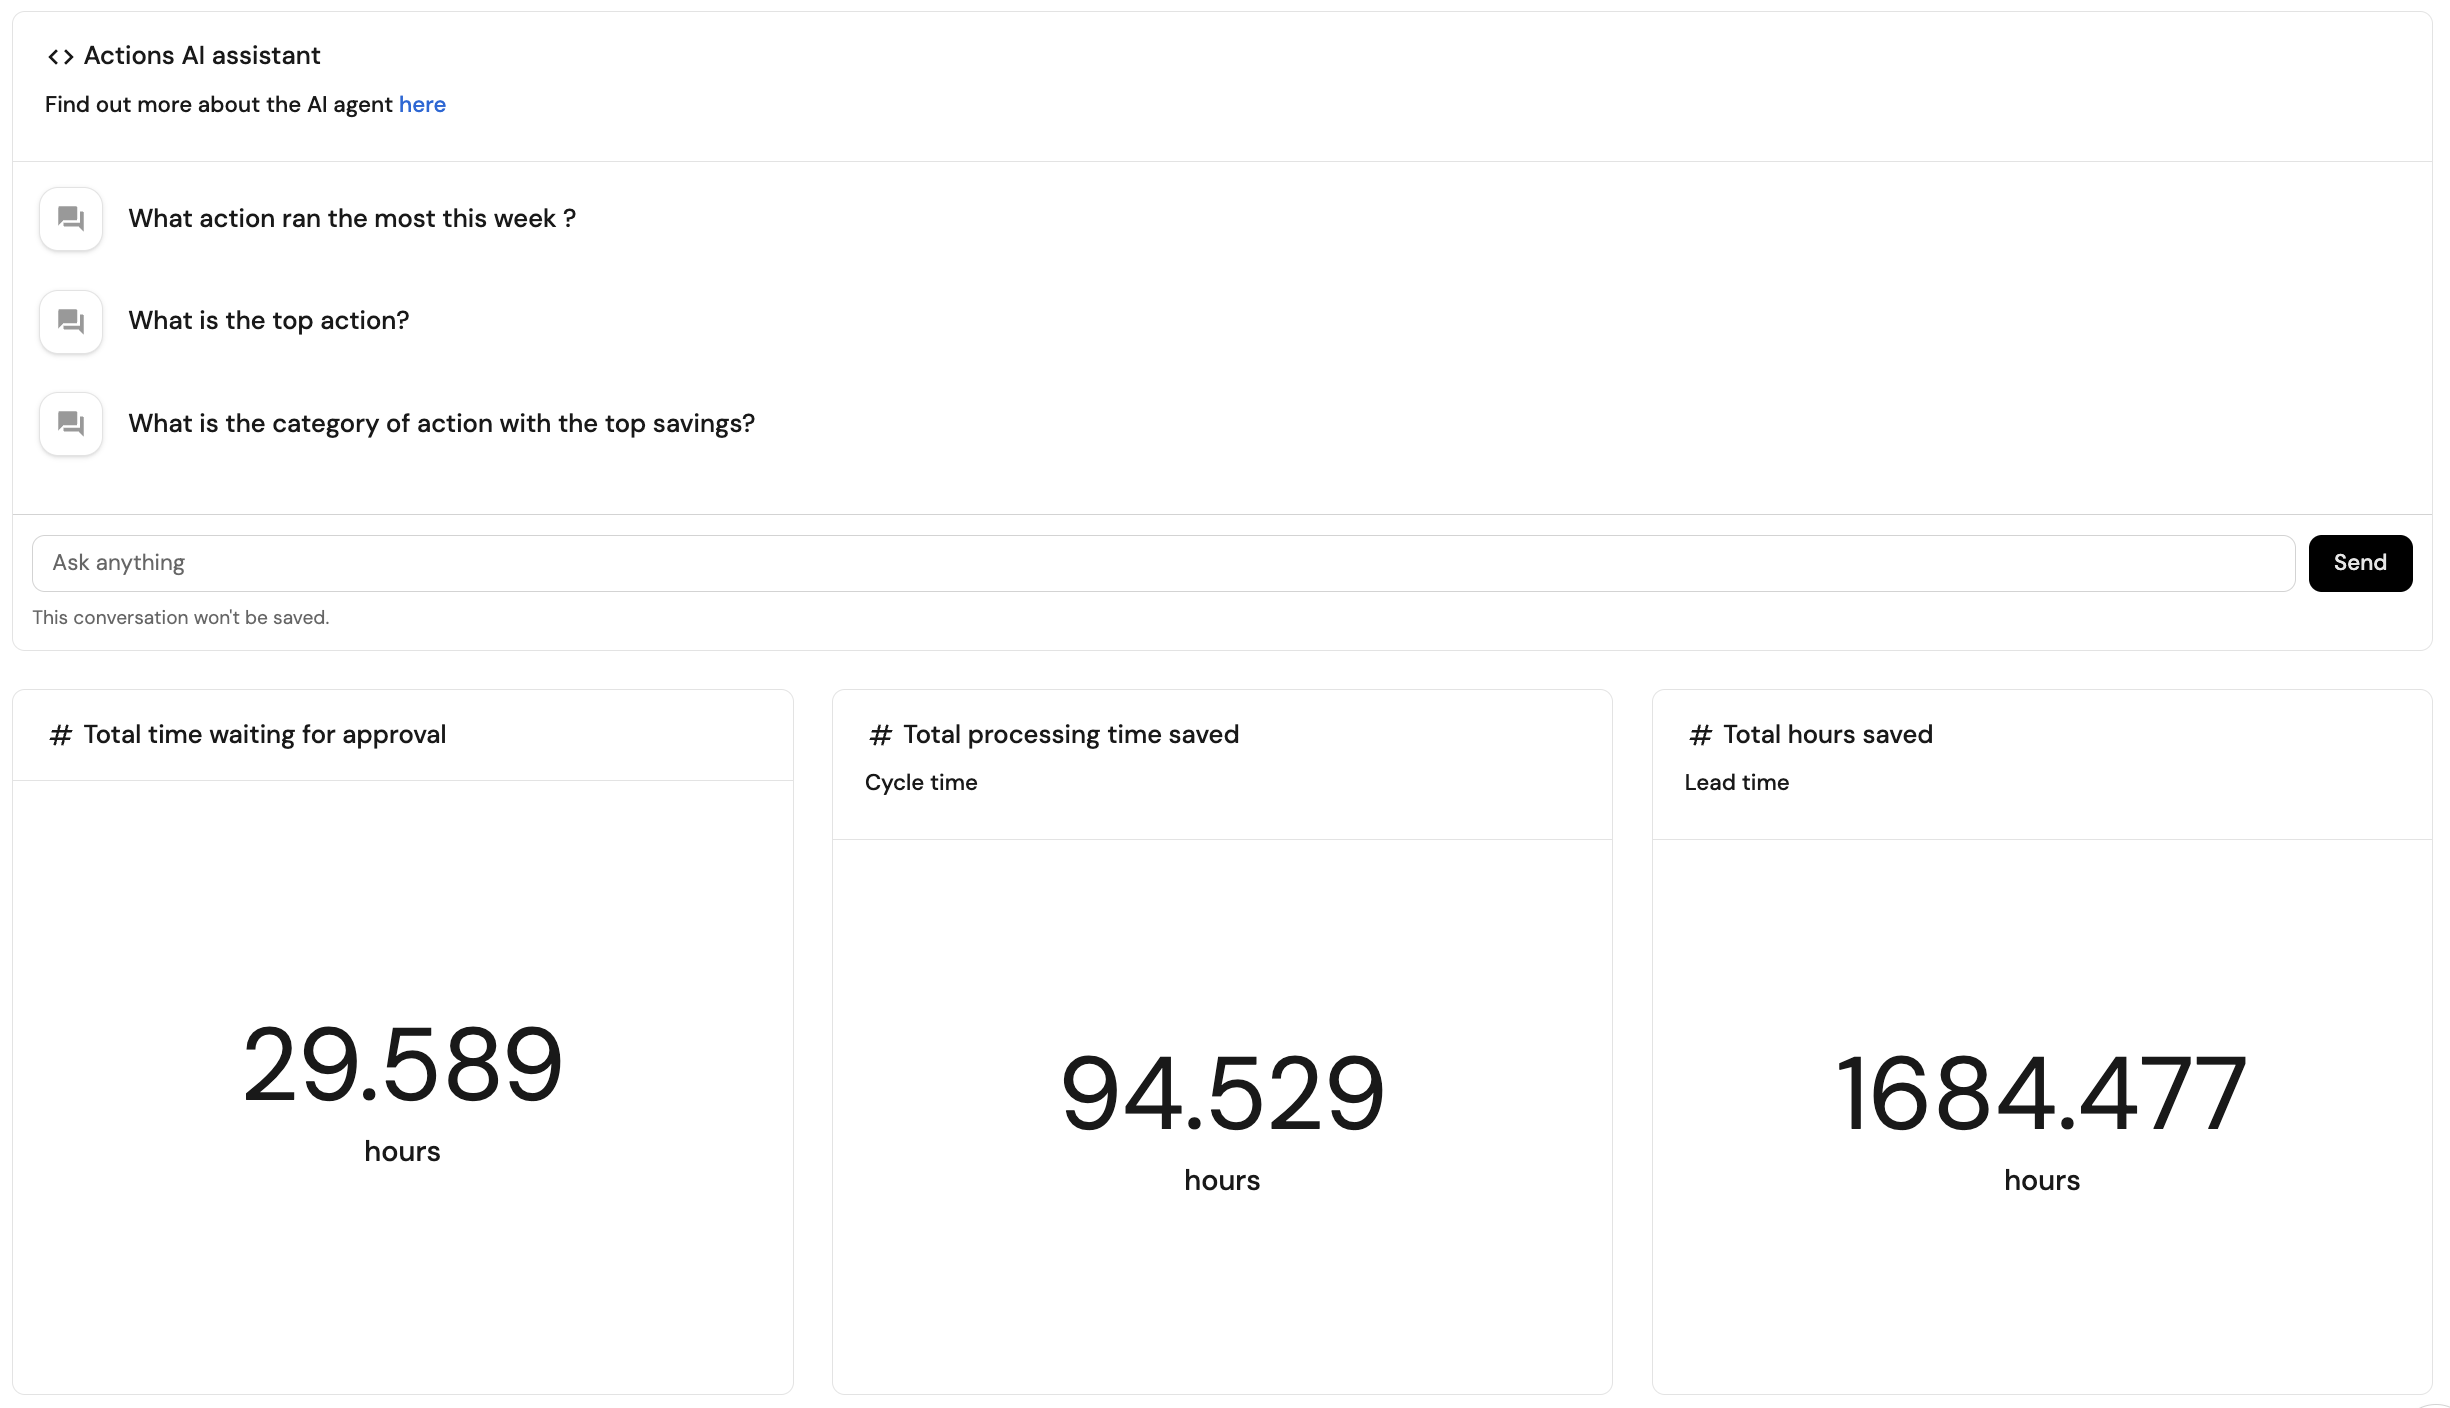 Actions AI assistant
Find out more about the AI agent here
What action ran the most this week ?
What is the top action?
What is the category of action with the top savings?
Ask anything
Send
This conversation won't be saved.
# Total time waiting for approval
29.589
hours
# Total processing time saved
Cycle time
94.529
hours
# Total hours saved
Lead time
1684.477
hours